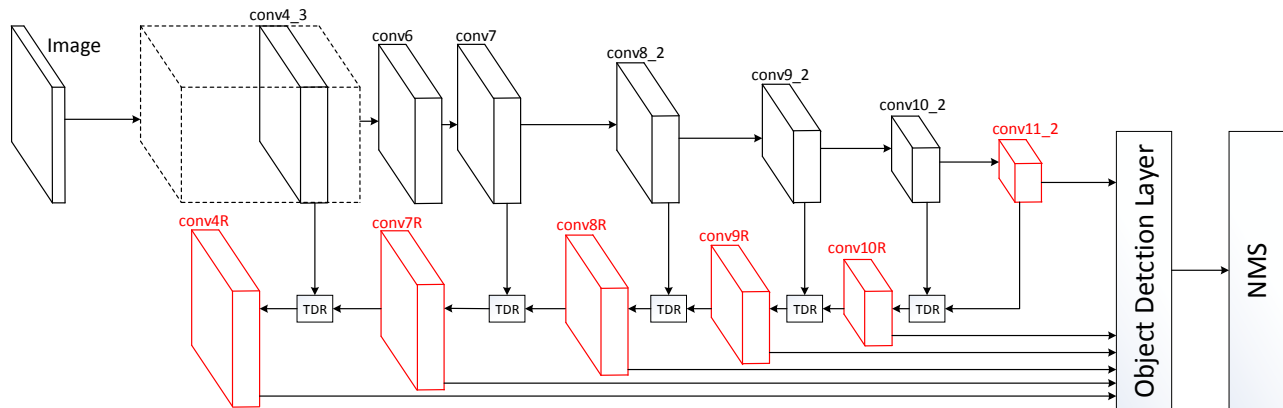 Image
conv4_3
conv6
conv7
conv8_2
conv9_2
conv10_2
conv11_2
conv4R
conv7R
conv8R
conv9R
conv10R
TDR
TDR
TDR
TDR
TDR
Object Detction Layer
NMS